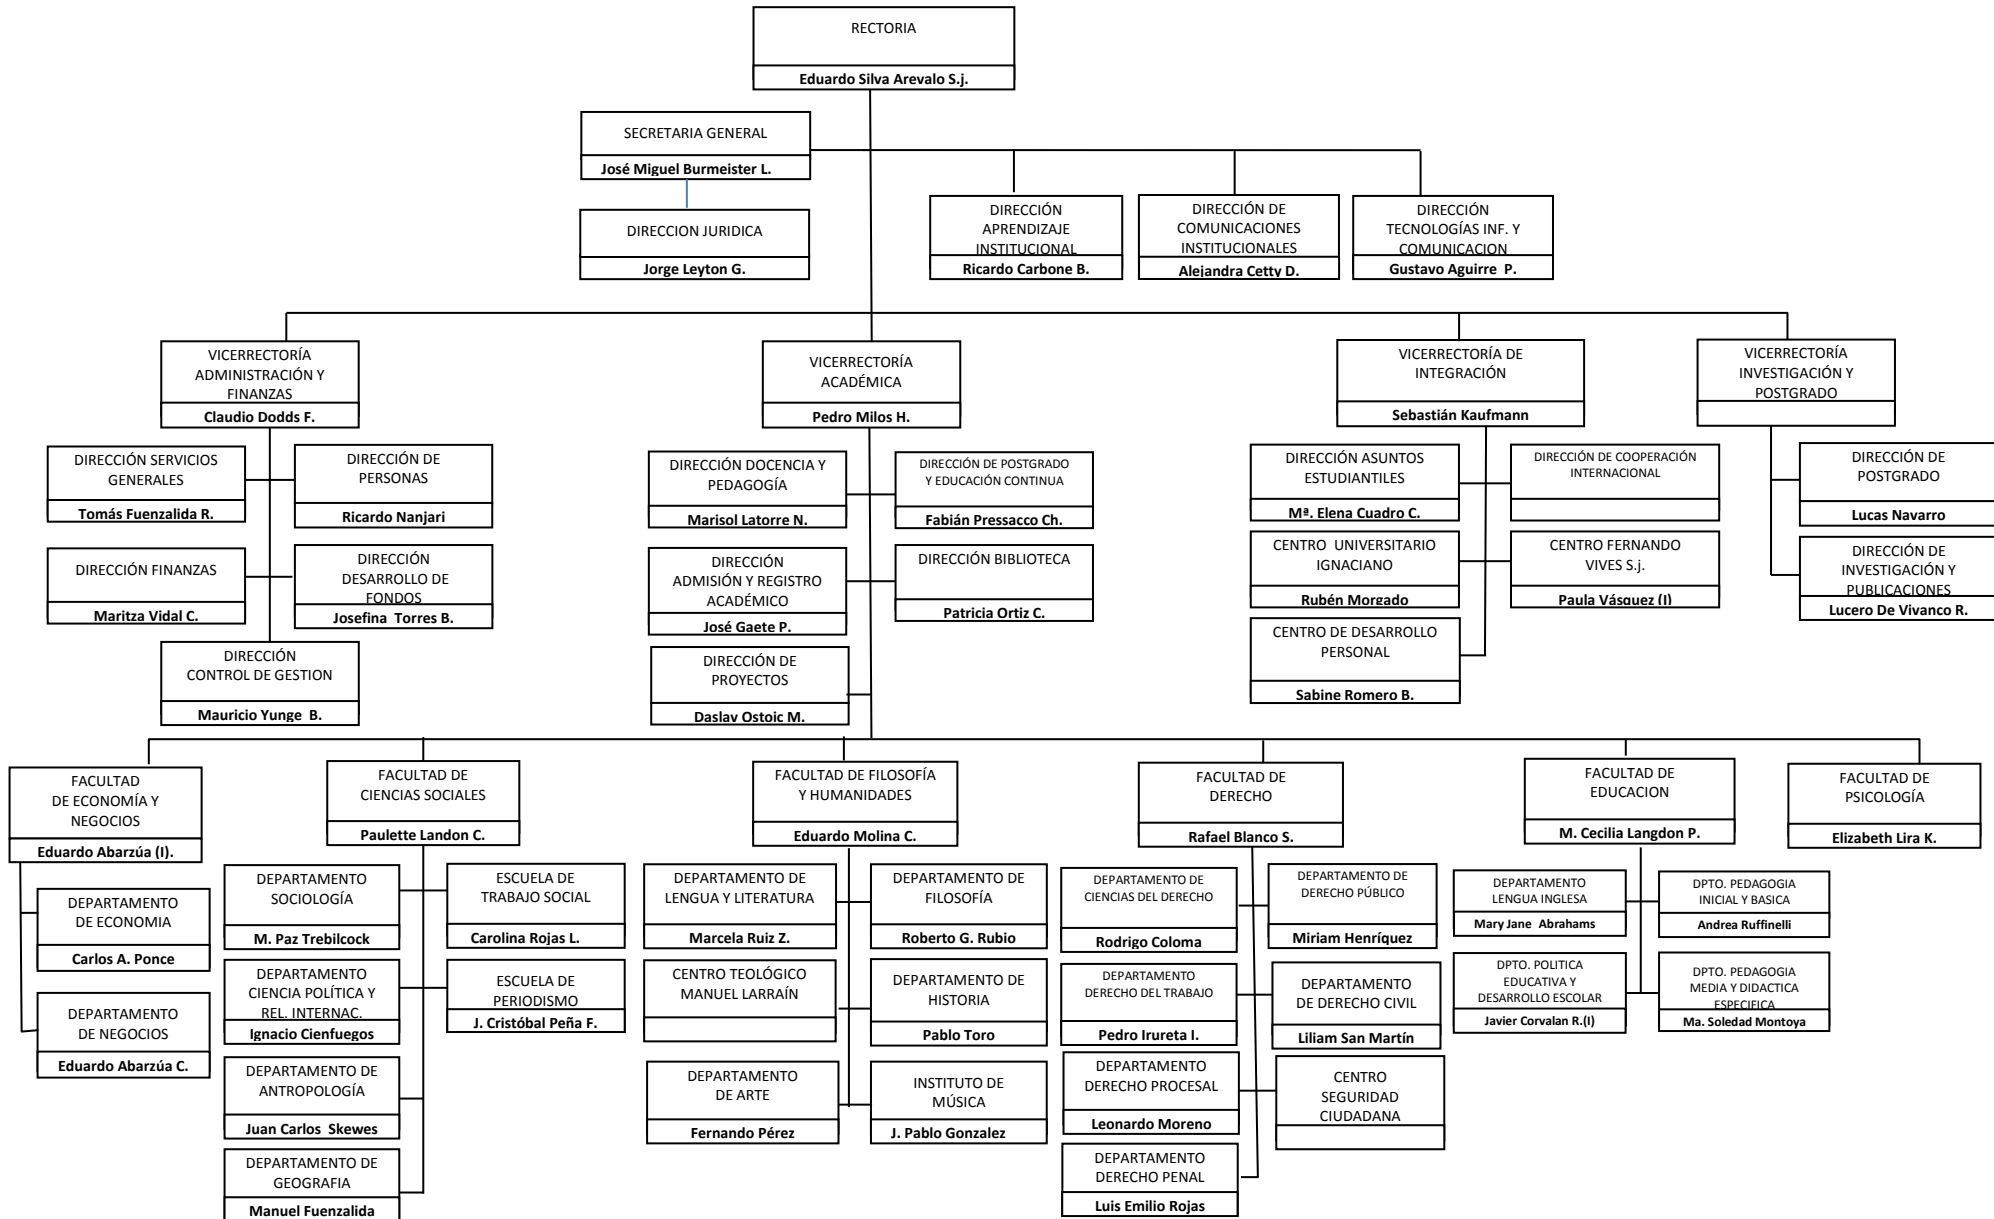 RECTORIA
Eduardo Silva Arevalo S.j.
SECRETARIA GENERAL
José Miguel Burmeister L.
DIRECCION JURIDICA
Jorge Leyton G.
DIRECCIÓN
APRENDIZAJE
INSTITUCIONAL
Ricardo Carbone B.
DIRECCIÓN DE
COMUNICACIONES
INSTITUCIONALES
Alejandra Cetty D.
DIRECCIÓN
TECNOLOGÍAS INF. Y
COMUNICACION
Gustavo Aguirre P.
VICERRECTORÍA
ADMINISTRACIÓN Y
FINANZAS
Claudio Dodds F.
VICERRECTORÍA
ACADÉMICA
Pedro Milos H.
VICERRECTORÍA DE
INTEGRACIÓN
Sebastián Kaufmann
VICERRECTORÍA
INVESTIGACIÓN Y
POSTGRADO
DIRECCIÓN SERVICIOS
GENERALES
Tomás Fuenzalida R.
DIRECCIÓN DE
PERSONAS
Ricardo Nanjari
DIRECCIÓN FINANZAS
Maritza Vidal C.
DIRECCIÓN
DESARROLLO DE
FONDOS
Josefina Torres B.
DIRECCIÓN
CONTROL DE GESTION
Mauricio Yunge B.
DIRECCIÓN DOCENCIA Y
PEDAGOGÍA
Marisol Latorre N.
DIRECCIÓN DE POSTGRADO
Y EDUCACIÓN CONTINUA
Fabián Pressacco Ch.
DIRECCIÓN
ADMISIÓN Y REGISTRO
ACADÉMICO
José Gaete P.
DIRECCIÓN BIBLIOTECA
Patricia Ortiz C.
DIRECCIÓN DE
PROYECTOS
Daslav Ostoic M.
DIRECCIÓN ASUNTOS
ESTUDIANTILES
Mª. Elena Cuadro C.
DIRECCIÓN DE COOPERACIÓN
INTERNACIONAL
CENTRO UNIVERSITARIO
IGNACIANO
Rubén Morgado
CENTRO FERNANDO
VIVES S.j.
Paula Vásquez (I)
CENTRO DE DESARROLLO
PERSONAL
Sabine Romero B.
DIRECCIÓN DE
POSTGRADO
Lucas Navarro
DIRECCIÓN DE
INVESTIGACIÓN Y
PUBLICACIONES
Lucero De Vivanco R.
FACULTAD
DE ECONOMÍA Y
NEGOCIOS
Eduardo Abarzúa (I).
FACULTAD DE
CIENCIAS SOCIALES
Paulette Landon C.
FACULTAD DE FILOSOFÍA
Y HUMANIDADES
Eduardo Molina C.
FACULTAD DE
DERECHO
Rafael Blanco S.
FACULTAD DE
EDUCACION
M. Cecilia Langdon P.
FACULTAD DE
PSICOLOGÍA
Elizabeth Lira K.
DEPARTAMENTO
DE ECONOMIA
Carlos A. Ponce
DEPARTAMENTO
DE NEGOCIOS
Eduardo Abarzúa C.
DEPARTAMENTO
SOCIOLOGÍA
M. Paz Trebilcock
ESCUELA DE
TRABAJO SOCIAL
Carolina Rojas L.
DEPARTAMENTO
CIENCIA POLÍTICA Y
REL. INTERNAC.
Ignacio Cienfuegos
ESCUELA DE
PERIODISMO
J. Cristóbal Peña F.
DEPARTAMENTO DE
ANTROPOLOGÍA
Juan Carlos Skewes
DEPARTAMENTO DE
GEOGRAFIA
Manuel Fuenzalida
DEPARTAMENTO DE
LENGUA Y LITERATURA
Marcela Ruiz Z.
DEPARTAMENTO DE
FILOSOFÍA
Roberto G. Rubio
CENTRO TEOLÓGICO
MANUEL LARRAÍN
DEPARTAMENTO DE
HISTORIA
Pablo Toro
DEPARTAMENTO
DE ARTE
Fernando Pérez
INSTITUTO DE
MÚSICA
J. Pablo Gonzalez
DEPARTAMENTO DE
CIENCIAS DEL DERECHO
Rodrigo Coloma
DEPARTAMENTO DE
DERECHO PÚBLICO
Miriam Henríquez
DEPARTAMENTO
DERECHO DEL TRABAJO
Pedro Irureta I.
DEPARTAMENTO
DE DERECHO CIVIL
Liliam San Martín
DEPARTAMENTO
DERECHO PROCESAL
Leonardo Moreno
CENTRO
SEGURIDAD
CIUDADANA
DEPARTAMENTO
DERECHO PENAL
Luis Emilio Rojas
DEPARTAMENTO
LENGUA INGLESA
Mary Jane Abrahams
DPTO. PEDAGOGIA
INICIAL Y BASICA
Andrea Ruffinelli
DPTO. POLITICA
EDUCATIVA Y
DESARROLLO ESCOLAR
Javier Corvalan R.(I)
DPTO. PEDAGOGIA
MEDIA Y DIDACTICA
ESPECIFICA
Ma. Soledad Montoya